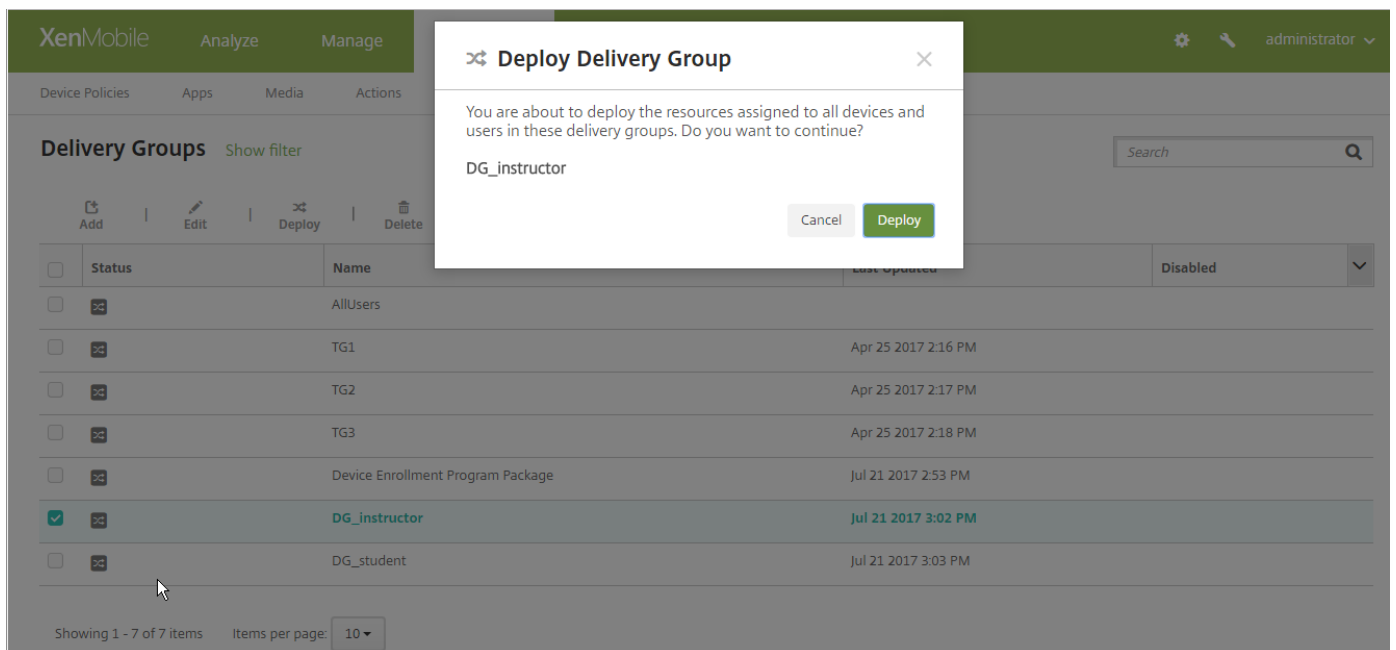 XenMobile Analyze Manage administrator
Device Policies Apps Media Actions
Deploy Delivery Group
You are about to deploy the resources assigned to all devices and
users in these delivery groups. Do you want to continue?
DG_instructor
Cancel Deploy
Delivery Groups Show filter Search
Add | Edit | Deploy | Delete
Status Name Last Updated Disabled
AllUsers
TG1 Apr 25 2017 2:16 PM
TG2 Apr 25 2017 2:17 PM
TG3 Apr 25 2017 2:18 PM
Device Enrollment Program Package Jul 21 2017 2:53 PM
DG_instructor Jul 21 2017 3:02 PM
DG_student Jul 21 2017 3:03 PM
Showing 1 - 7 of 7 items Items per page: 10